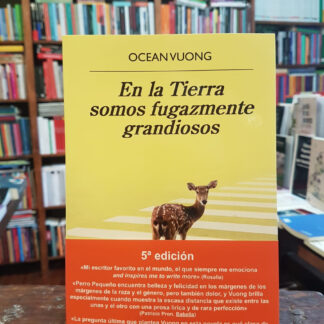 OCEAN VUONG
En la Tierra
somos fugazmente
grandiosos
5ª edición
«Mi escritor favorito en el mundo, el que siempre me emociona
and inspires me to write more» (Rosalía)
«Perro Pequeño encuentra belleza y felicidad en los márgenes de los
márgenes de la raza y el género, pero también dolor, y Vuong brilla
especialmente cuando muestra la escasa distancia que existe entre las
unas y el otro con una prosa lírica y de rara perfección»
(Patricio Pron, Babelia)
«La pregunta última que plantea Vuong